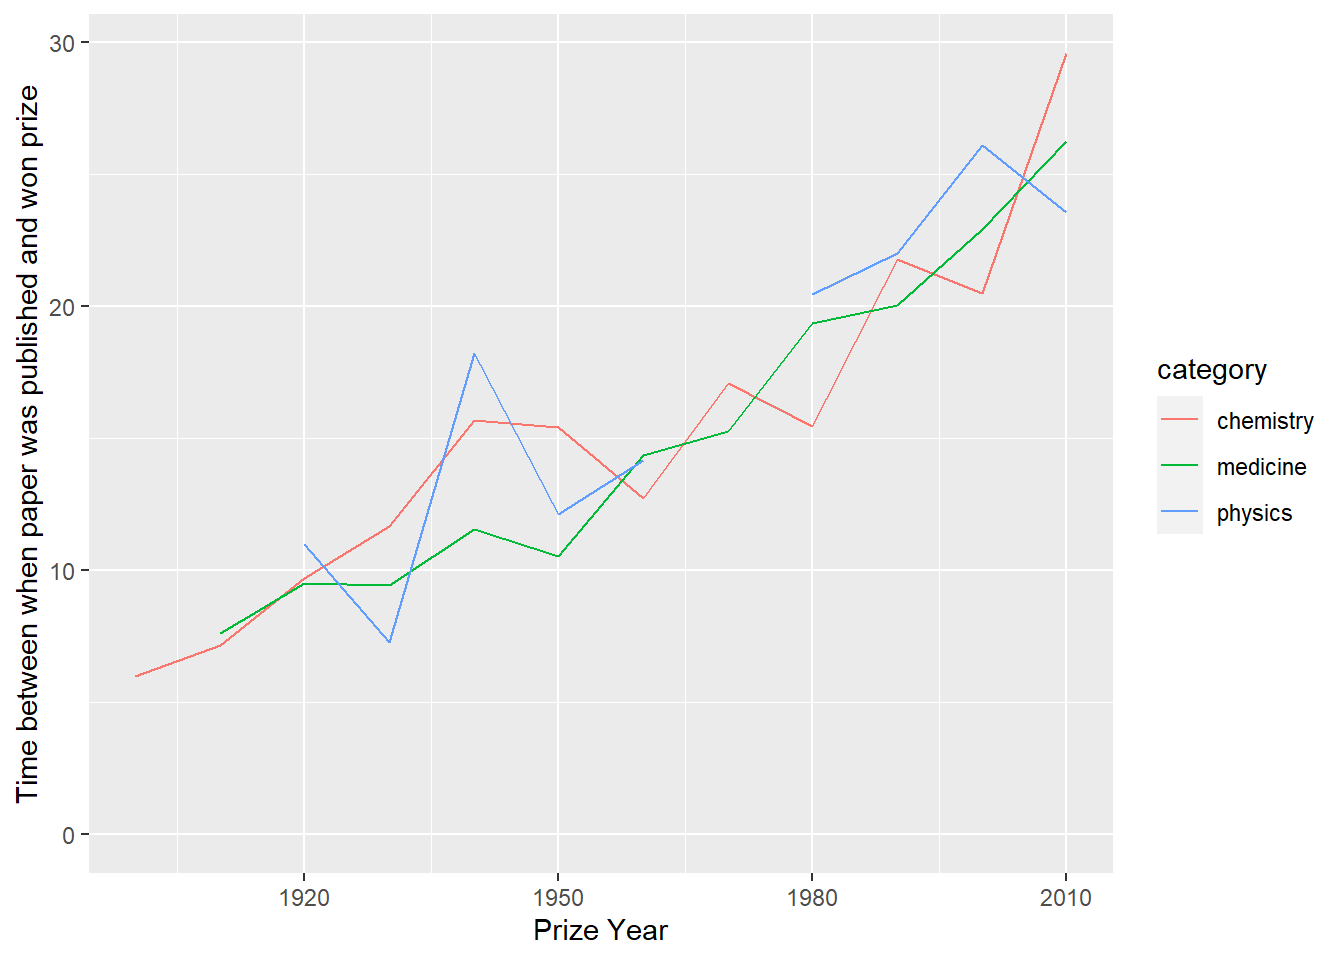 Time between when paper was published and won prize
30
20
10
0
1920 1950 1980 2010
Prize Year
category
chemistry
medicine
physics